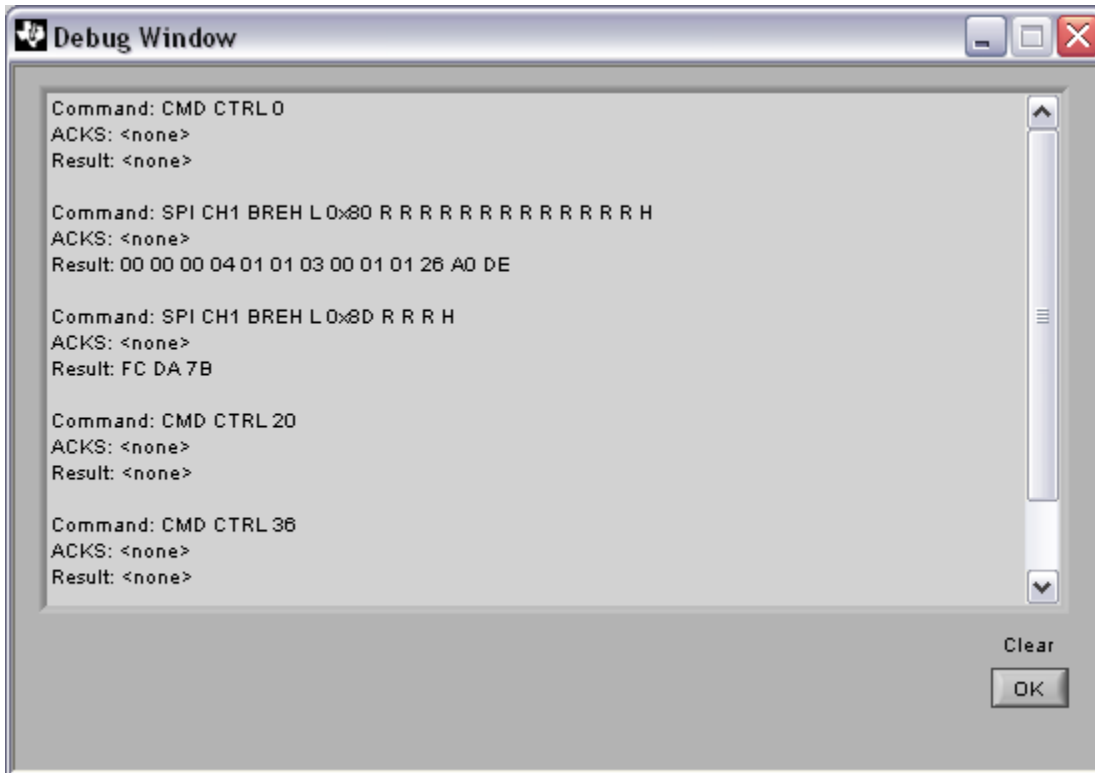 Debug Window
Command: CMD CTRL 0
ACKS: <none>
Result: <none>
Command: SPI CH1 BREH L 0x80 R R R R R R R R R R R R R R H
ACKS: <none>
Result: 00 00 00 04 01 01 03 00 01 01 26 A0 DE
Command: SPI CH1 BREH L 0x8D R R R H
ACKS: <none>
Result: FC DA 7B
Command: CMD CTRL 20
ACKS: <none>
Result: <none>
Command: CMD CTRL 36
ACKS: <none>
Result: <none>
Clear
OK